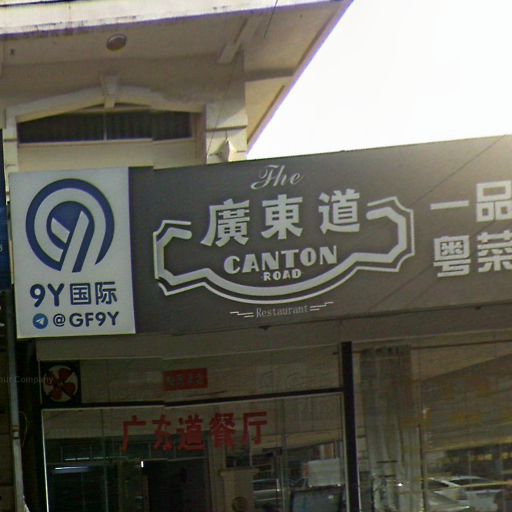 The
廣東道
CANTON
ROAD
Restaurant
一品
粤菜
9Y国际
@GF9Y
广东道餐厅